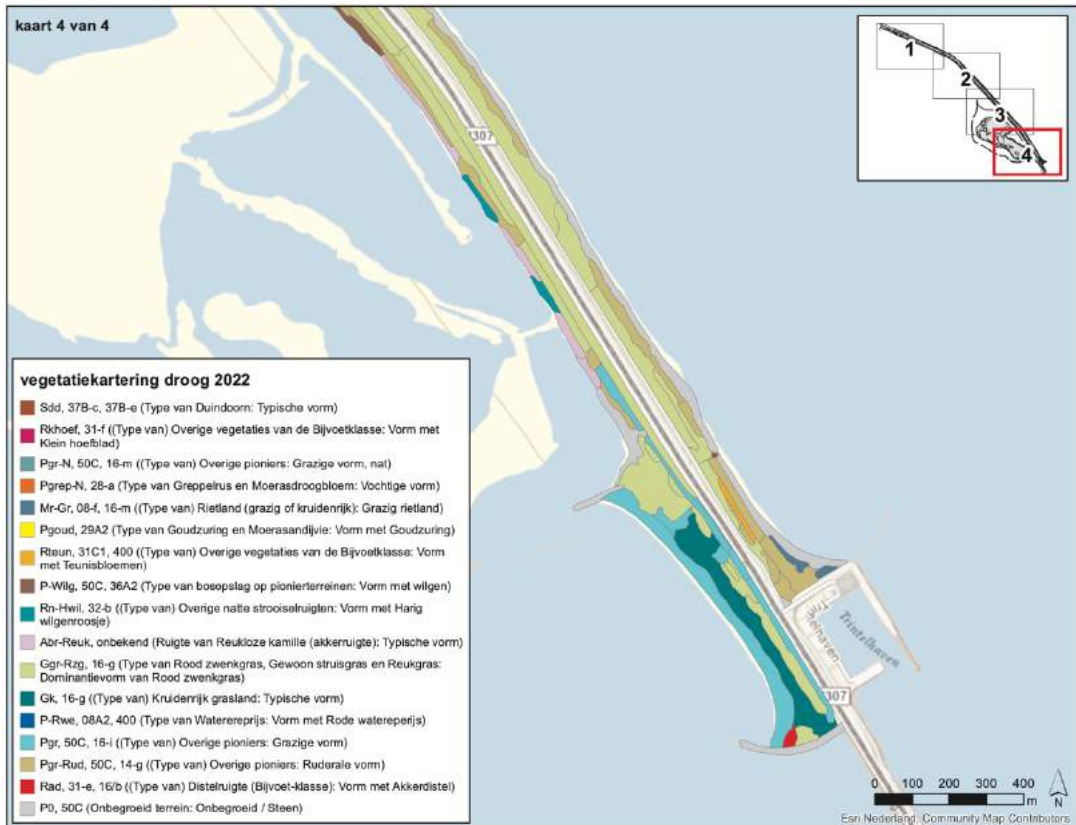 kaart 4 van 4
1
2
3
4
307
vegetatiekartering droog 2022
Sdd, 37B-c, 37B-e (Type van Duindoorn: Typische vorm)
Rkhoef, 31-f ((Type van) Overige vegetaties van de Bijvoetklasse: Vorm met
Klein hoefblad)
Pgr-N, 50C, 16-m ((Type van) Overige pioniers: Grazige vorm, nat)
Pgrep-N, 28-a (Type van Greppelrus en Moerasdroogbloem: Vochtige vorm)
Mr-Gr, 08-f, 16-m ((Type van) Rietland (grazig of kruidenrijk): Grazig rietland)
Pgoud, 29A2 (Type van Goudzuring en Moerasandijvie: Vorm met Goudzuring)
Rteun, 31C1, 400 ((Type van) Overige vegetaties van de Bijvoetklasse: Vorm
met Teunisbloemen)
P-Wilg, 50C, 36A2 (Type van bosopslag op pionierterreinen: Vorm met wilgen)
Rn-Hwil, 32-b ((Type van) Overige natte strooiselruigten: Vorm met Harig
wilgenroosje)
Abr-Reuk, onbekend (Ruigte van Reukloze kamille (akkerruigte): Typische vorm)
Ggr-Rzg, 16-g (Type van Rood zwenkgras, Gewoon struisgras en Reukgras:
Dominantievorm van Rood zwenkgras)
Gk, 16-g ((Type van) Kruidenrijk grasland: Typische vorm)
P-Rwe, 08A2, 400 (Type van Waterereprijs: Vorm met Rode watereperijs)
Pgr, 50C, 16-i ((Type van) Overige pioniers: Grazige vorm)
Pgr-Rud, 50C, 14-g ((Type van) Overige pioniers: Ruderale vorm)
Rad, 31-e, 16/b ((Type van) Distelruigte (Bijvoet-klasse): Vorm met Akkerdistel)
P0, 50C (Onbegroeid terrein: Onbegroeid / Steen)
Trintelhaven
307
0 100 200 300 400
m
N
Esri Nederland, Community Map Contributors